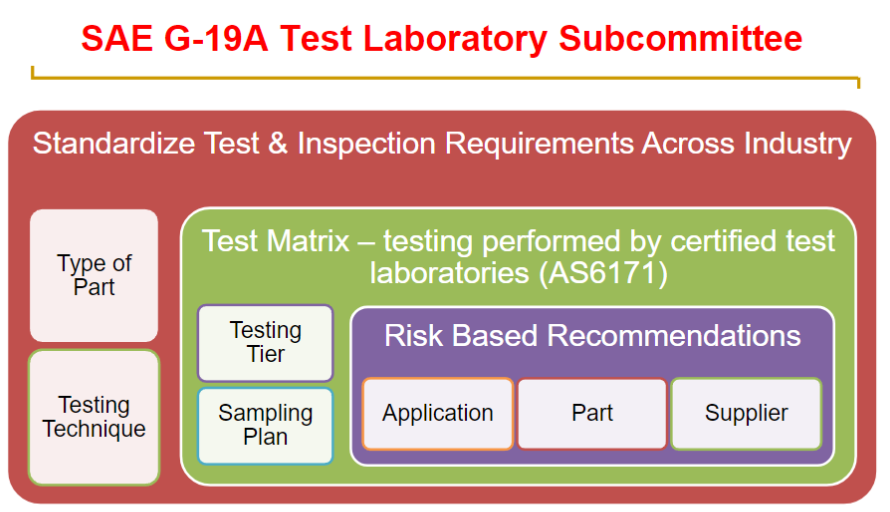 SAE G-19A Test Laboratory Subcommittee
Standardize Test & Inspection Requirements Across Industry
Type of
Part
Testing
Technique
Test Matrix – testing performed by certified test
laboratories (AS6171)
Testing
Tier
Sampling
Plan
Risk Based Recommendations
Application
Part
Supplier